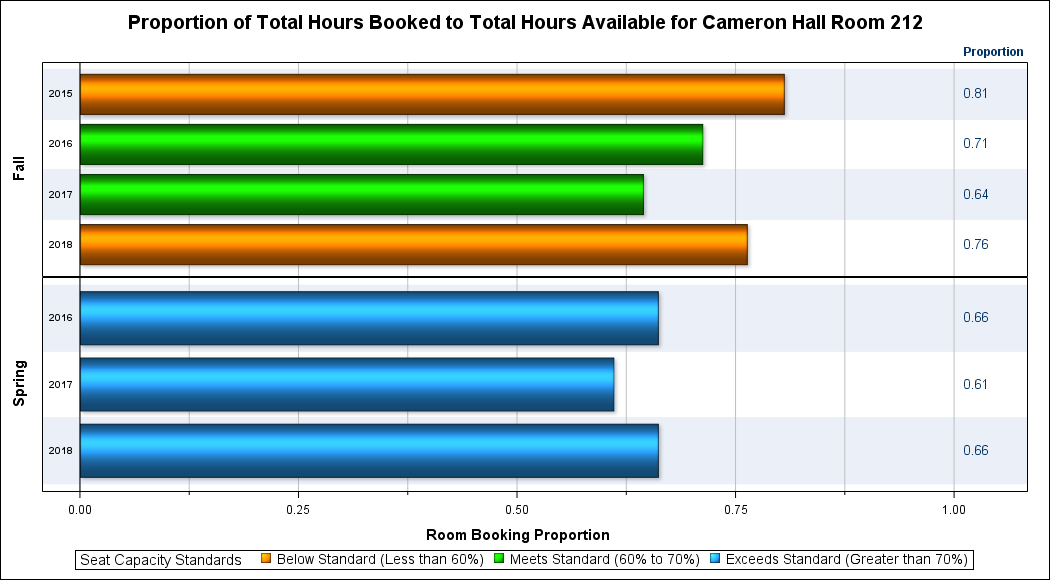 Proportion of Total Hours Booked to Total Hours Available for Cameron Hall Room 212
Proportion
Fall
2015 0.81
2016 0.71
2017 0.64
2018 0.76
Spring
2016 0.66
2017 0.61
2018 0.66
0.00 0.25 0.50 0.75 1.00
Room Booking Proportion
Seat Capacity Standards Below Standard (Less than 60%) Meets Standard (60% to 70%) Exceeds Standard (Greater than 70%)